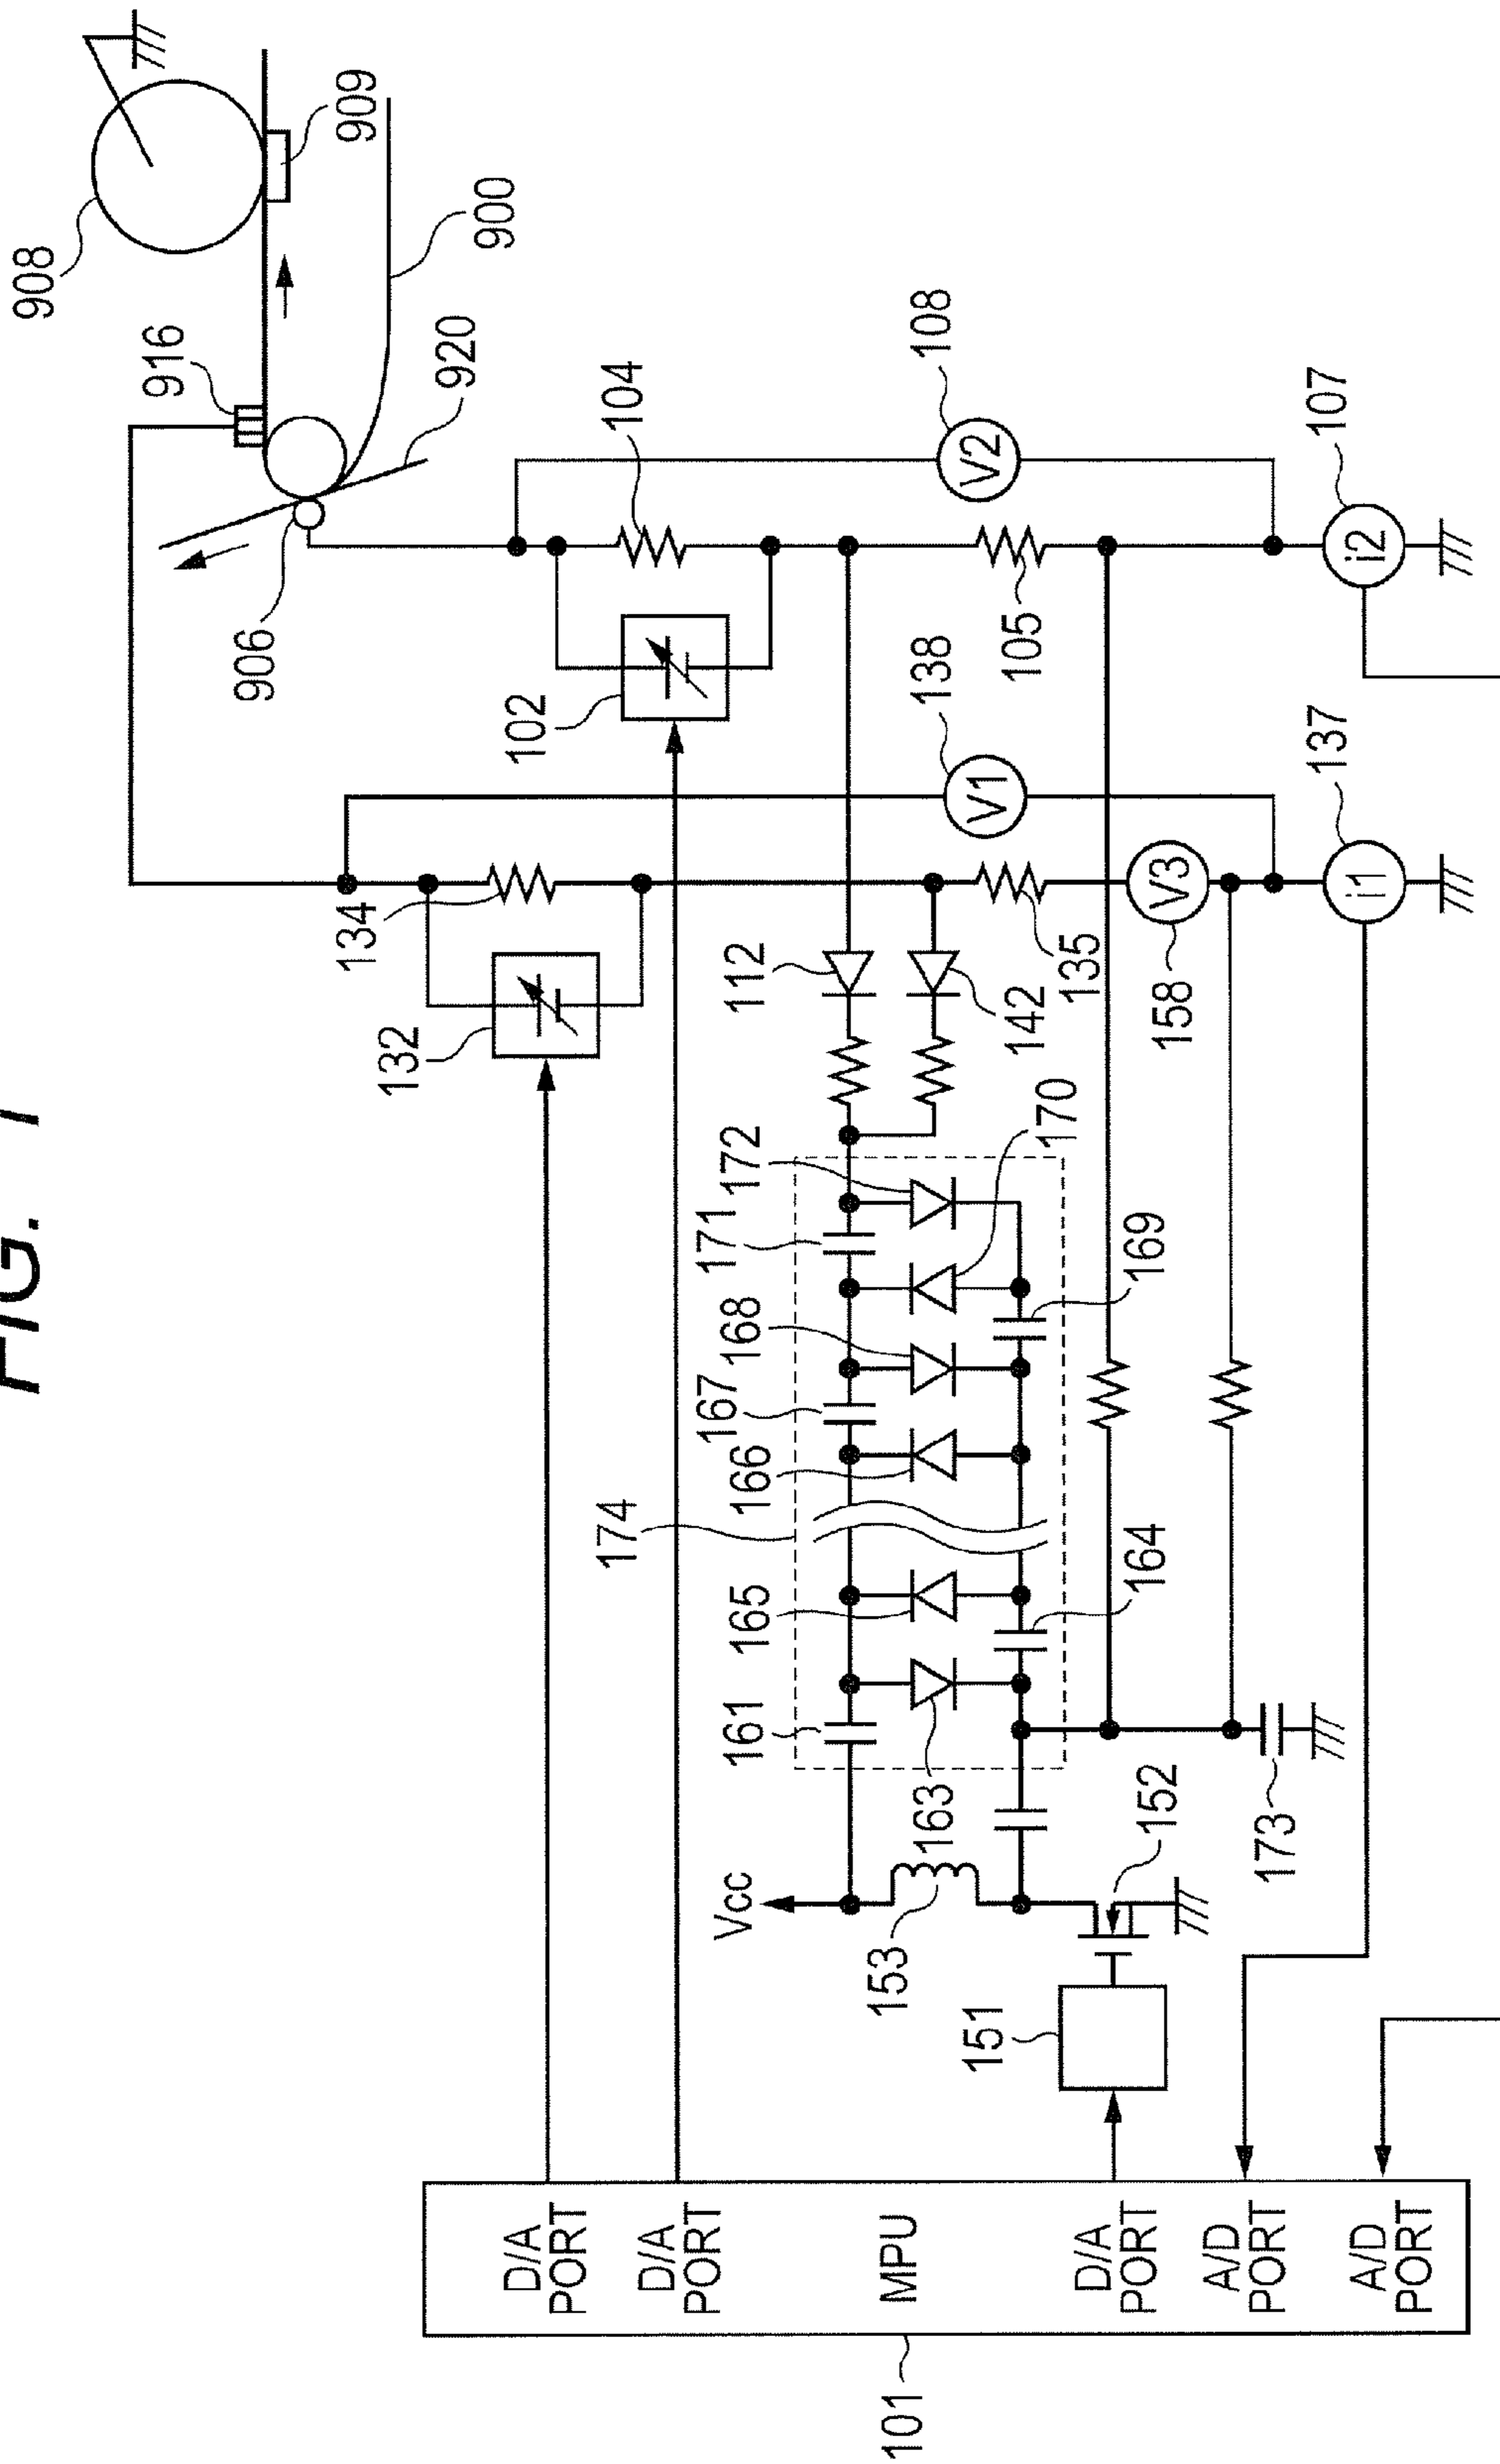 FIG. 1
908
909
900
916
920
906
104
108
V2
107
i2
102
105
138
V1
137
i1
134
132
112
142
135
158
V3
172
170
171
168
169
167
166
174
165
164
161
163
Vcc
153
152
173
151
D/A
PORT
D/A
PORT
MPU
D/A
PORT
A/D
PORT
A/D
PORT
101